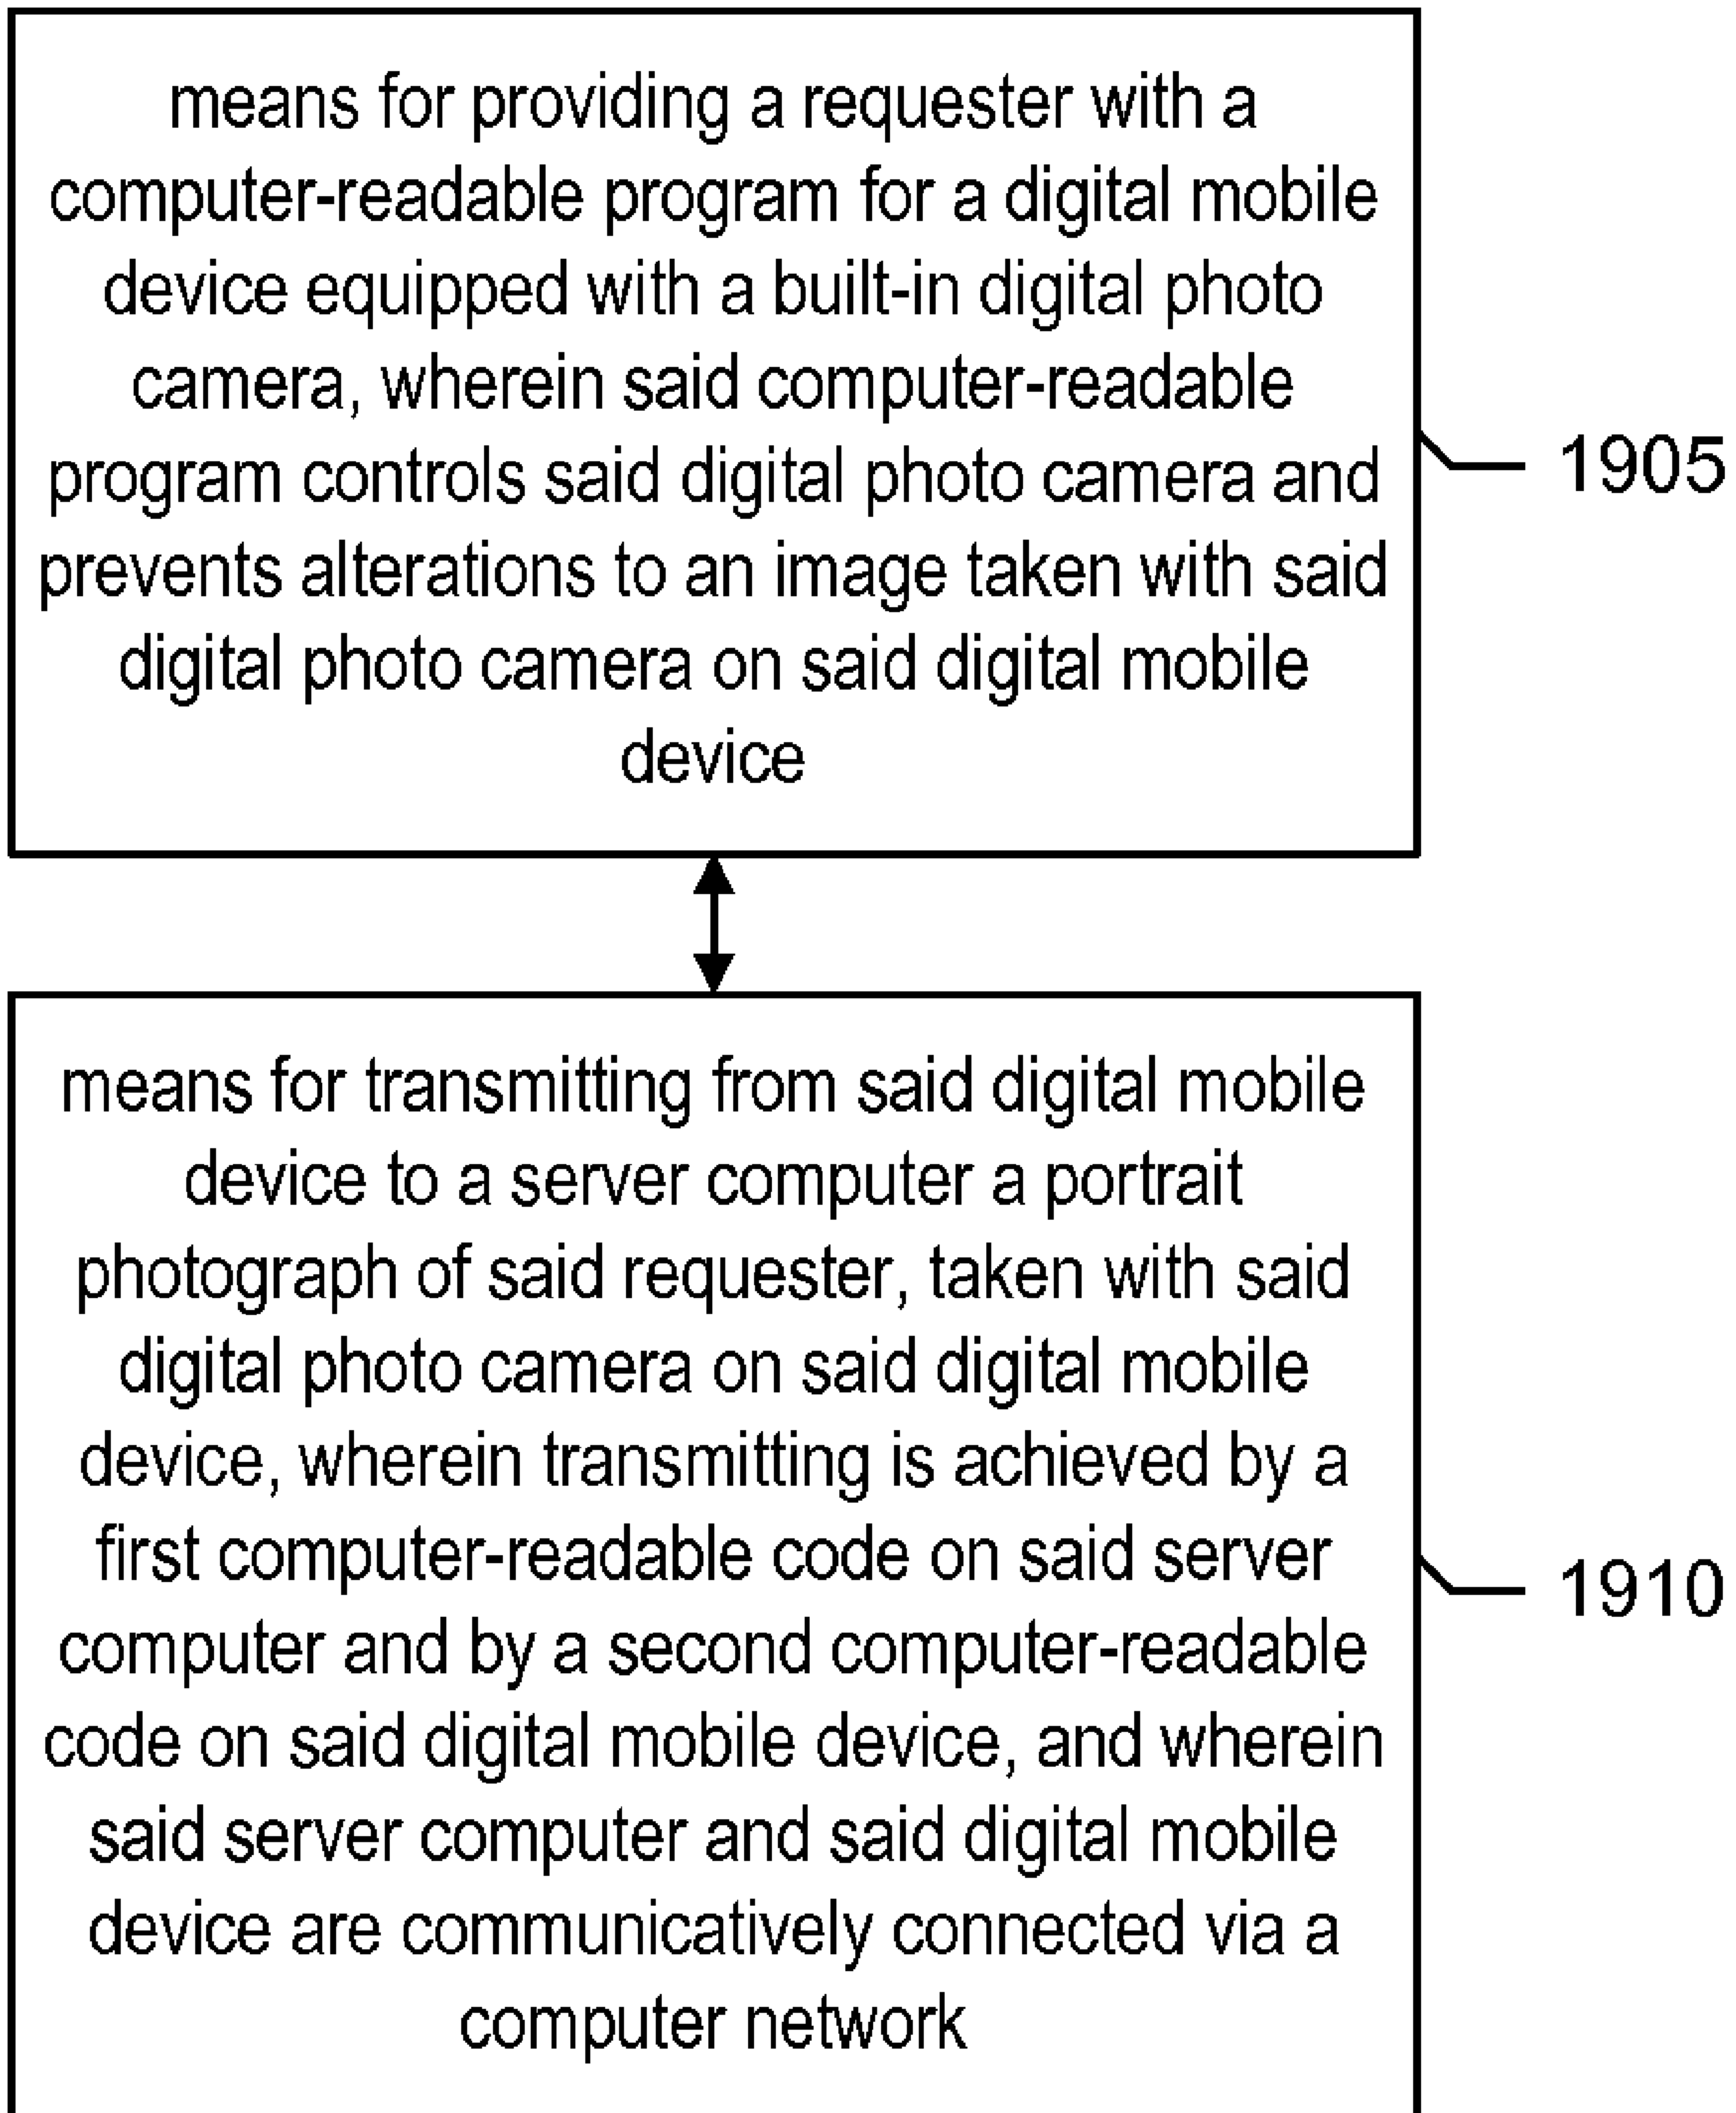 means for providing a requester with a
computer-readable program for a digital mobile
device equipped with a built-in digital photo
camera, wherein said computer-readable
program controls said digital photo camera and
prevents alterations to an image taken with said
digital photo camera on said digital mobile
device
1905
means for transmitting from said digital mobile
device to a server computer a portrait
photograph of said requester, taken with said
digital photo camera on said digital mobile
device, wherein transmitting is achieved by a
first computer-readable code on said server
computer and by a second computer-readable
code on said digital mobile device, and wherein
said server computer and said digital mobile
device are communicatively connected via a
computer network
1910